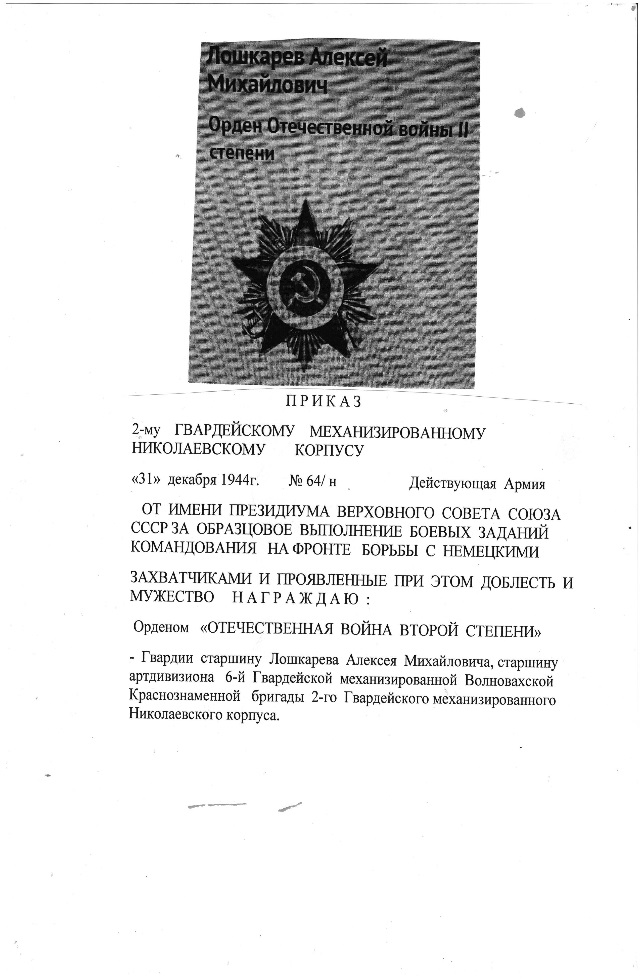 Лошкарев Алексей
Михайлович
Орден Отечественной войны II
степени
ПРИКАЗ
2-му ГВАРДЕЙСКОМУ МЕХАНИЗИРОВАННОМУ
НИКОЛАЕВСКОМУ КОРПУСУ
«31» декабря 1944г. № 64/ н Действующая Армия
ОТ ИМЕНИ ПРЕЗИДИУМА ВЕРХОВНОГО СОВЕТА СОЮЗА
СССР ЗА ОБРАЗЦОВОЕ ВЫПОЛНЕНИЕ БОЕВЫХ ЗАДАНИЙ
КОМАНДОВАНИЯ НА ФРОНТЕ БОРЬБЫ С НЕМЕЦКИМИ
ЗАХВАТЧИКАМИ И ПРОЯВЛЕННЫЕ ПРИ ЭТОМ ДОБЛЕСТЬ И
МУЖЕСТВО Н А Г Р А Ж Д А Ю :
Орденом «ОТЕЧЕСТВЕННАЯ ВОЙНА ВТОРОЙ СТЕПЕНИ»
- Гвардии старшину Лошкарева Алексея Михайловича, старшину
артдивизиона 6-й Гвардейской механизированной Волновахской
Краснознаменной бригады 2-го Гвардейского механизированного
Николаевского корпуса.